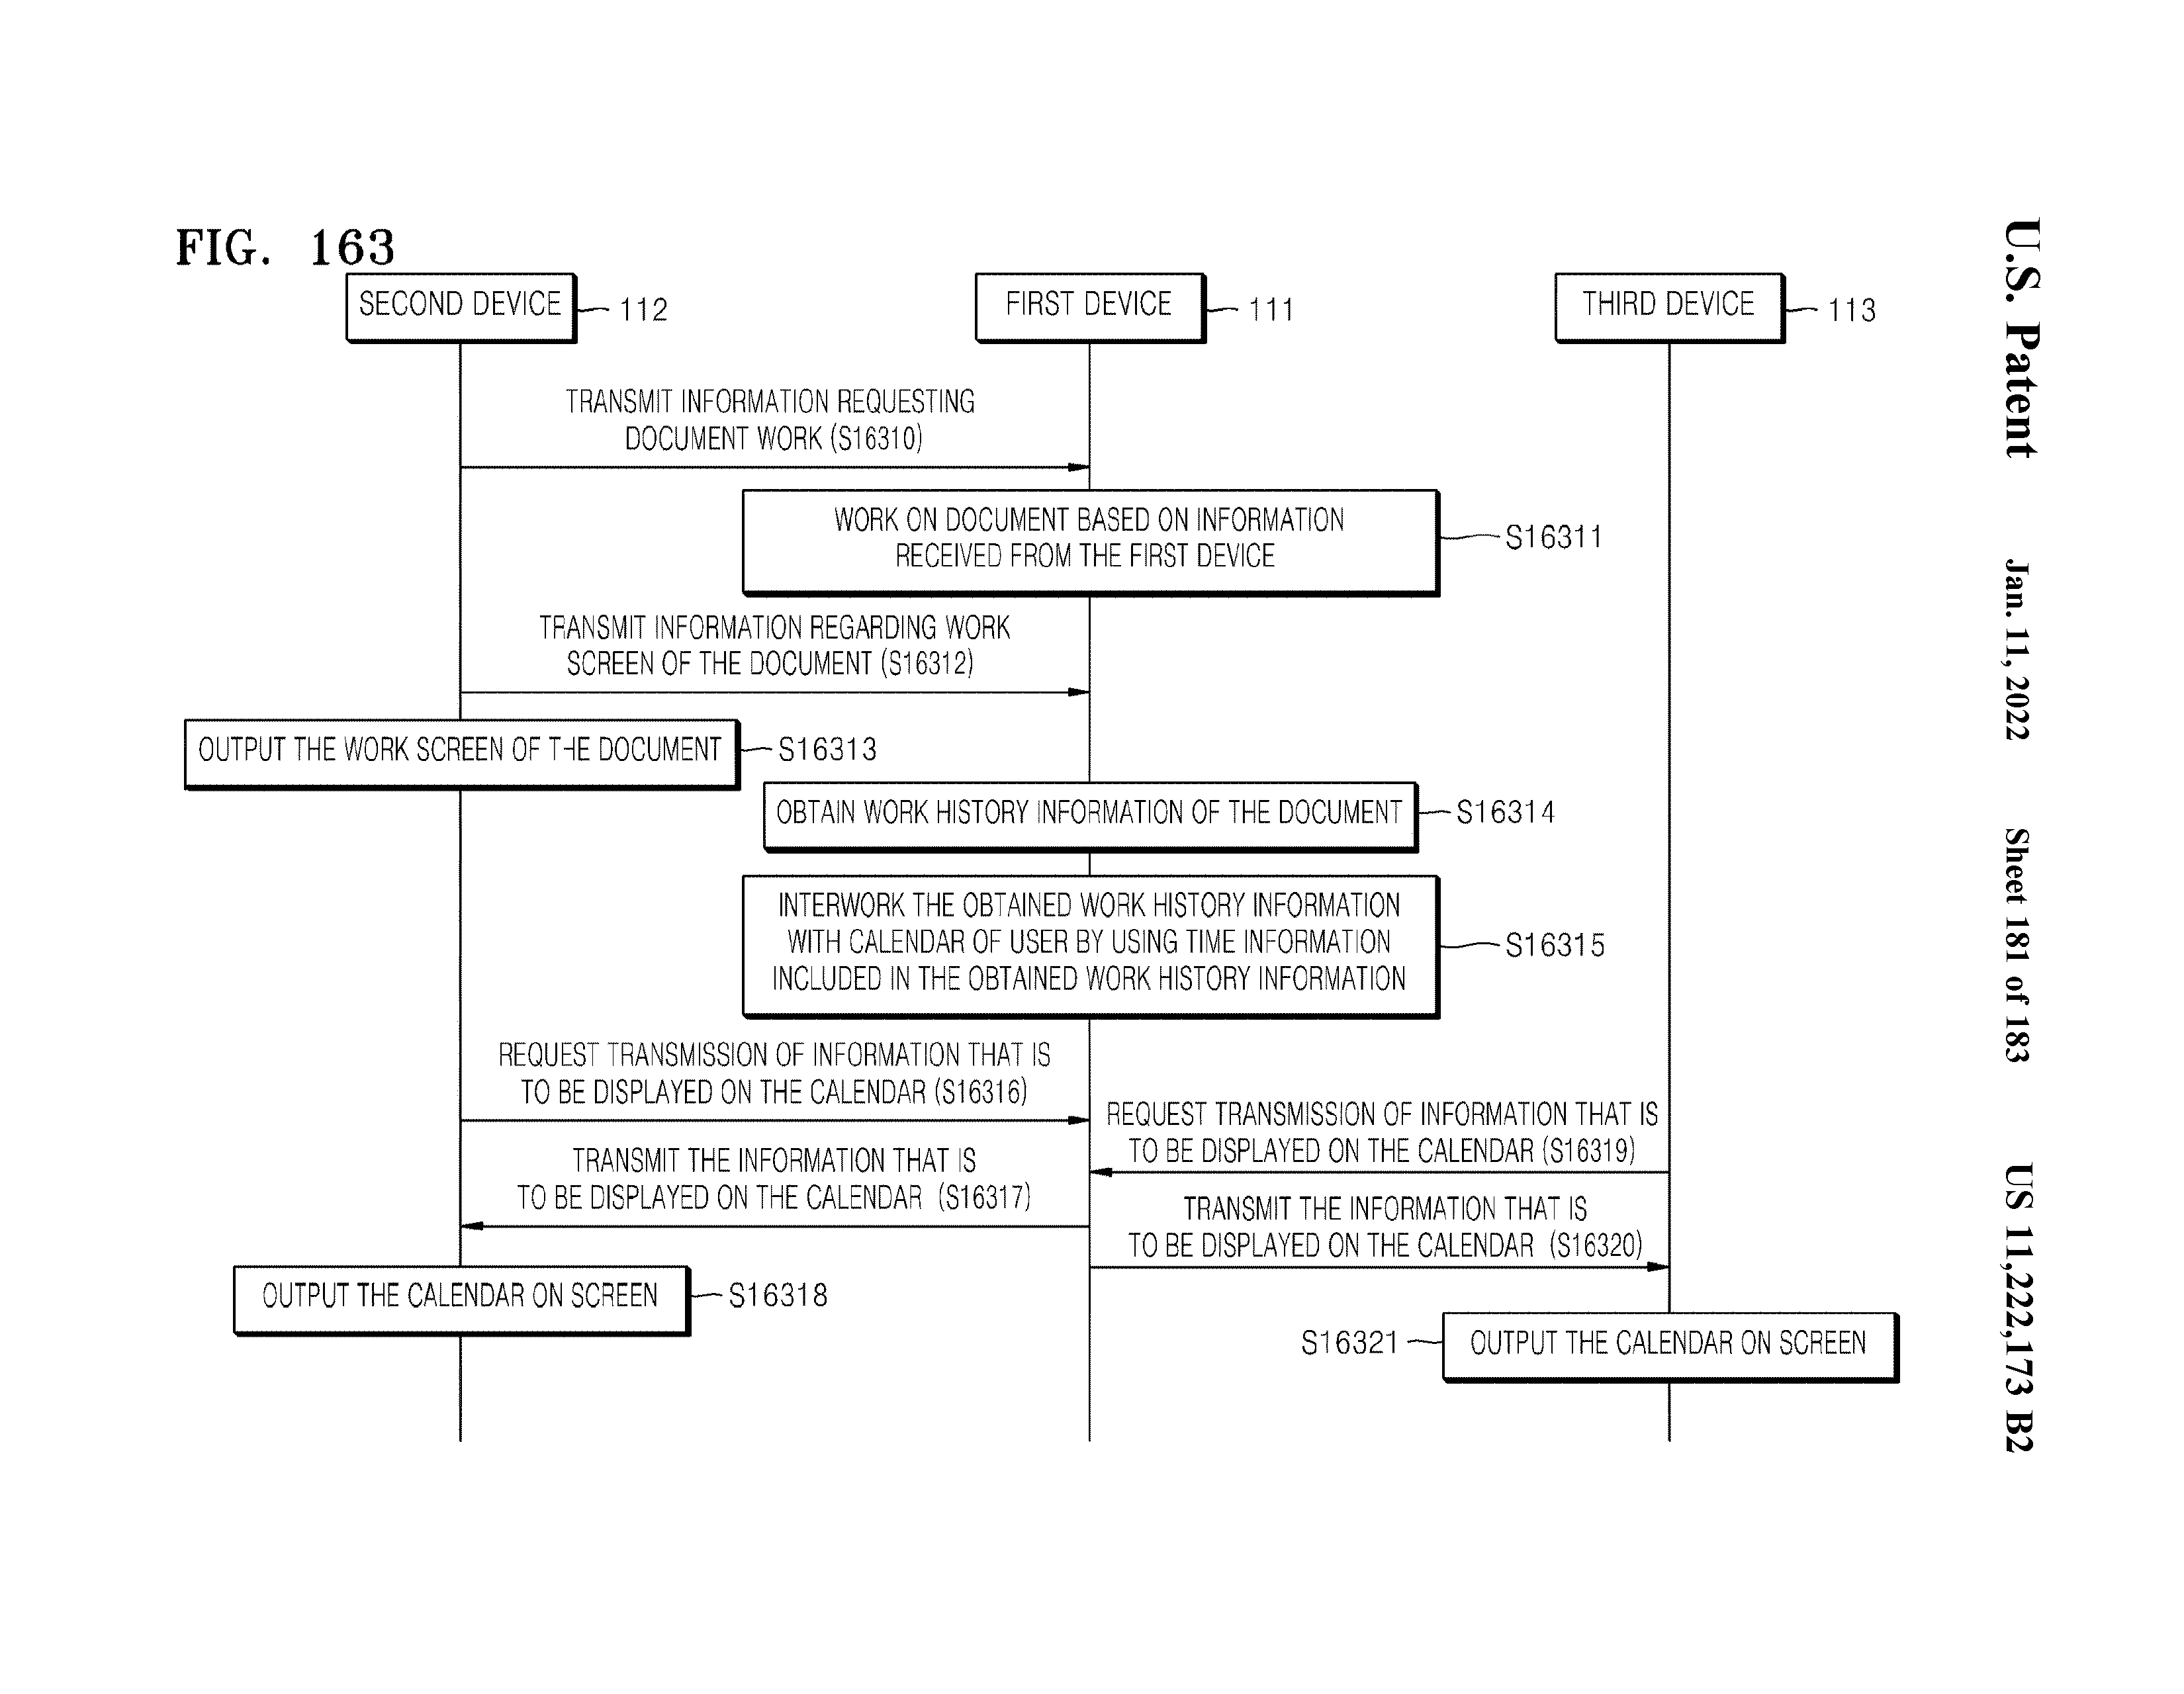 FIG. 163
SECOND DEVICE
112
FIRST DEVICE
111
THIRD DEVICE
113
TRANSMIT INFORMATION REQUESTING
DOCUMENT WORK (S16310)
WORK ON DOCUMENT BASED ON INFORMATION
RECEIVED FROM THE FIRST DEVICE
S16311
TRANSMIT INFORMATION REGARDING WORK
SCREEN OF THE DOCUMENT (S16312)
OUTPUT THE WORK SCREEN OF THE DOCUMENT
S16313
OBTAIN WORK HISTORY INFORMATION OF THE DOCUMENT
S16314
INTERWORK THE OBTAINED WORK HISTORY INFORMATION
WITH CALENDAR OF USER BY USING TIME INFORMATION
INCLUDED IN THE OBTAINED WORK HISTORY INFORMATION
S16315
REQUEST TRANSMISSION OF INFORMATION THAT IS
TO BE DISPLAYED ON THE CALENDAR (S16316)
REQUEST TRANSMISSION OF INFORMATION THAT IS
TO BE DISPLAYED ON THE CALENDAR (S16319)
TRANSMIT THE INFORMATION THAT IS
TO BE DISPLAYED ON THE CALENDAR (S16317)
TRANSMIT THE INFORMATION THAT IS
TO BE DISPLAYED ON THE CALENDAR (S16320)
OUTPUT THE CALENDAR ON SCREEN
S16318
S16321
OUTPUT THE CALENDAR ON SCREEN
U.S. Patent Jan. 11, 2022 Sheet 181 of 183 US 11,222,173 B2